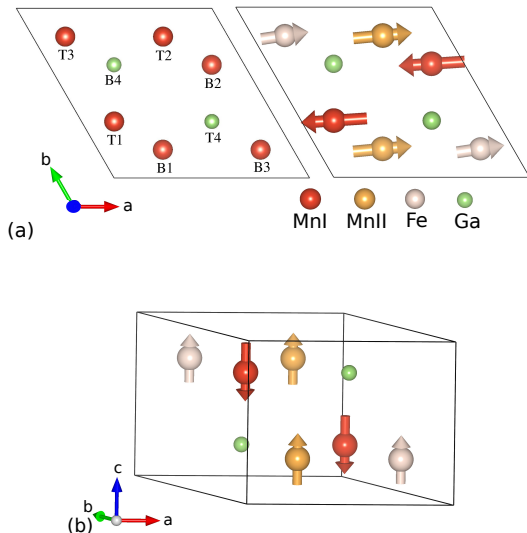 T3 T2
B4 B2
T1 T4
B1 B3
b
a
(a)
MnI MnII Fe Ga
c
b
a
(b)